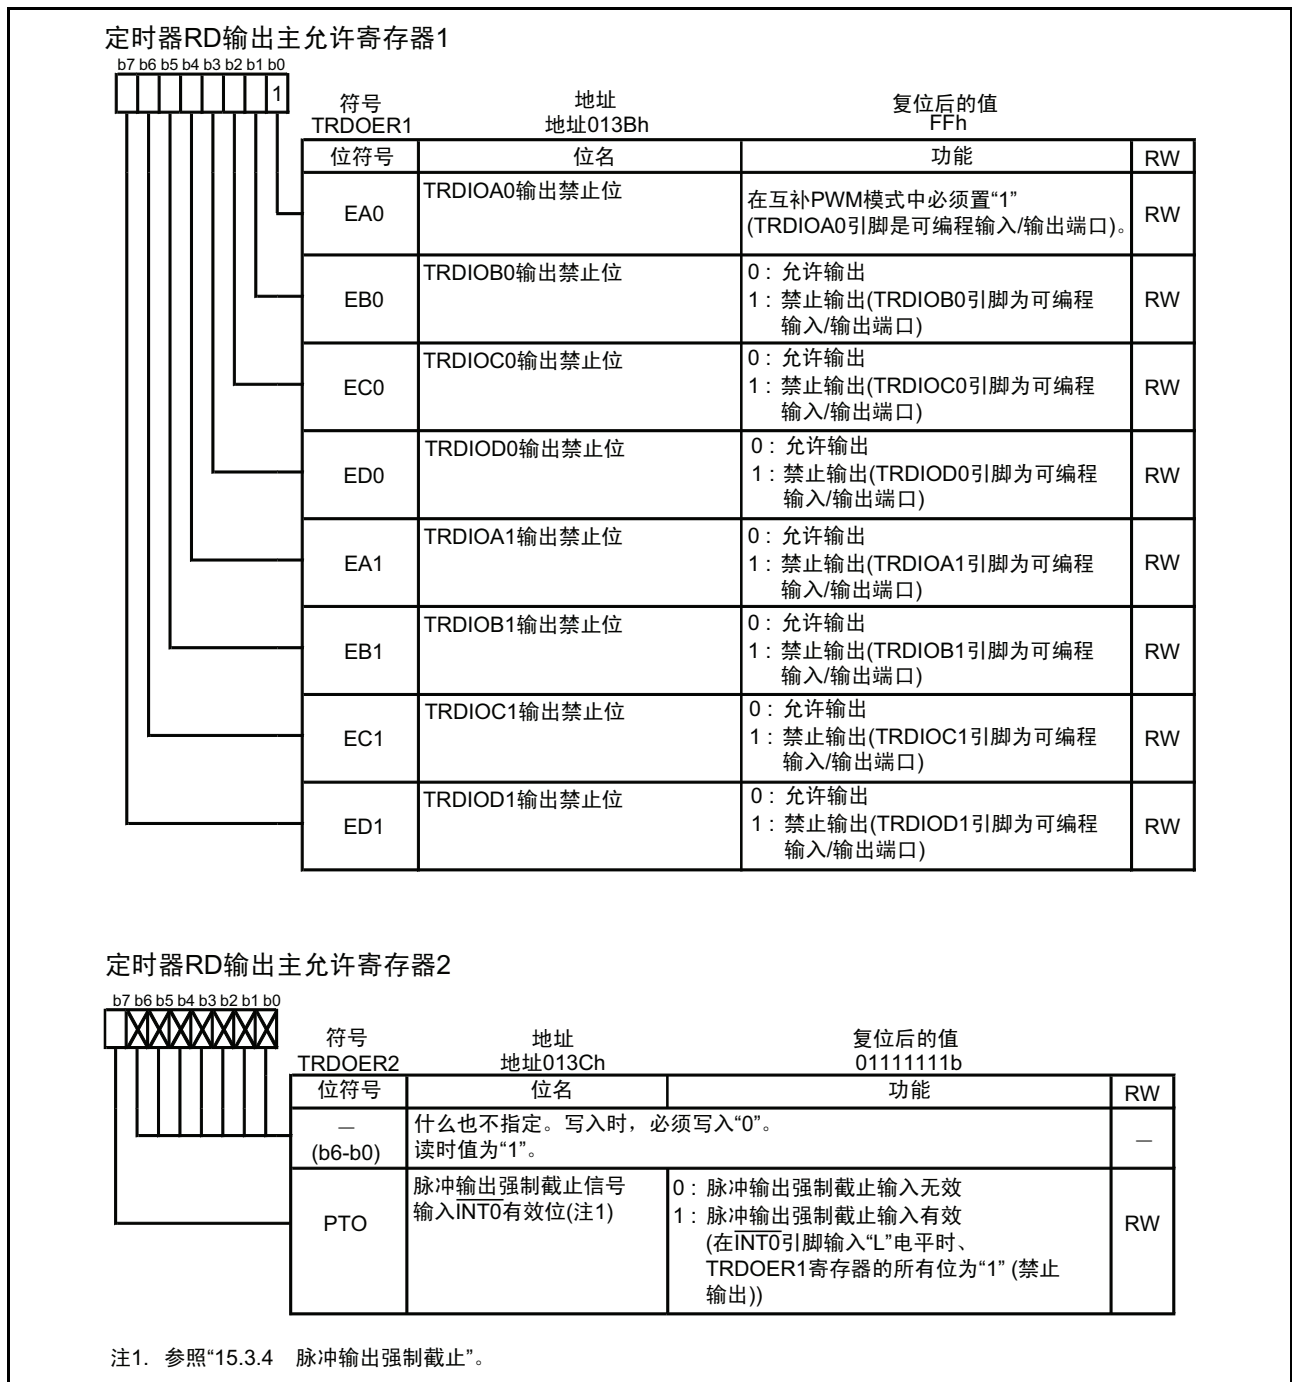 定时器RD输出主允许寄存器1
b7 b6 b5 b4 b3 b2 b1 b0
1
符号 地址 复位后的值
TRDOER1 地址013Bh FFh
位符号 位名 功能 RW
EA0 TRDIOA0输出禁止位 在互补PWM模式中必须置“1”
(TRDIOA0引脚是可编程输入/输出端口)。 RW
EB0 TRDIOB0输出禁止位 0 : 允许输出
1 : 禁止输出(TRDIOB0引脚为可编程
输入/输出端口) RW
EC0 TRDIOC0输出禁止位 0 : 允许输出
1 : 禁止输出(TRDIOC0引脚为可编程
输入/输出端口) RW
ED0 TRDIOD0输出禁止位 0 : 允许输出
1 : 禁止输出(TRDIOD0引脚为可编程
输入/输出端口) RW
EA1 TRDIOA1输出禁止位 0 : 允许输出
1 : 禁止输出(TRDIOA1引脚为可编程
输入/输出端口) RW
EB1 TRDIOB1输出禁止位 0 : 允许输出
1 : 禁止输出(TRDIOB1引脚为可编程
输入/输出端口) RW
EC1 TRDIOC1输出禁止位 0 : 允许输出
1 : 禁止输出(TRDIOC1引脚为可编程
输入/输出端口) RW
ED1 TRDIOD1输出禁止位 0 : 允许输出
1 : 禁止输出(TRDIOD1引脚为可编程
输入/输出端口) RW
定时器RD输出主允许寄存器2
b7 b6 b5 b4 b3 b2 b1 b0
符号 地址 复位后的值
TRDOER2 地址013Ch 01111111b
位符号 位名 功能 RW
— 什么也不指定。写入时，必须写入“0”。
(b6-b0) 读时值为“1”。 —
PTO 脉冲输出强制截止信号
输入INT0有效位(注1) 0 : 脉冲输出强制截止输入无效
1 : 脉冲输出强制截止输入有效
(在INT0引脚输入“L”电平时、
TRDOER1寄存器的所有位为“1” (禁止
输出)) RW
注1. 参照“15.3.4 脉冲输出强制截止”。